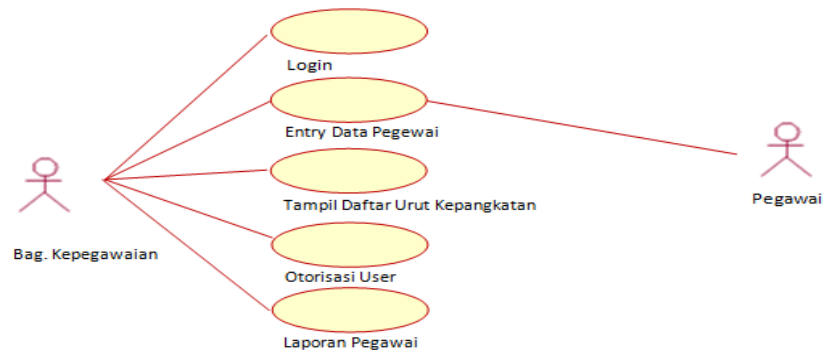 Login
Entry Data Pegewai
Tampil Daftar Urut Kepangkatan
Otorisasi User
Laporan Pegawai
Bag. Kepegawaian
Pegawai